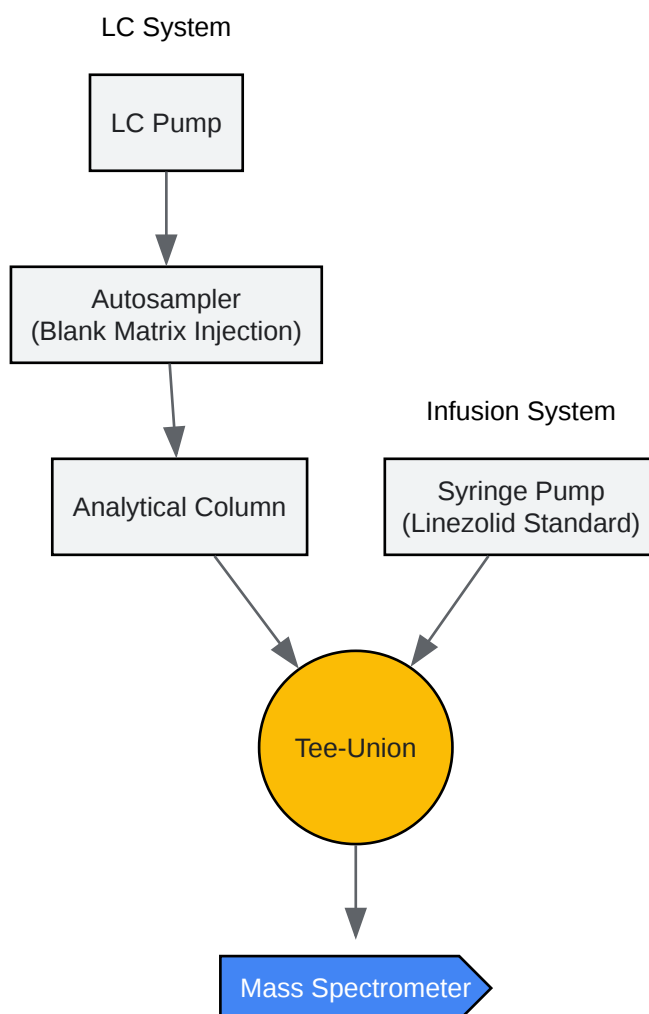 LC System
LC Pump
Autosampler
(Blank Matrix Injection)
Analytical Column
Infusion System
Syringe Pump
(Linezolid Standard)
Tee-Union
Mass Spectrometer